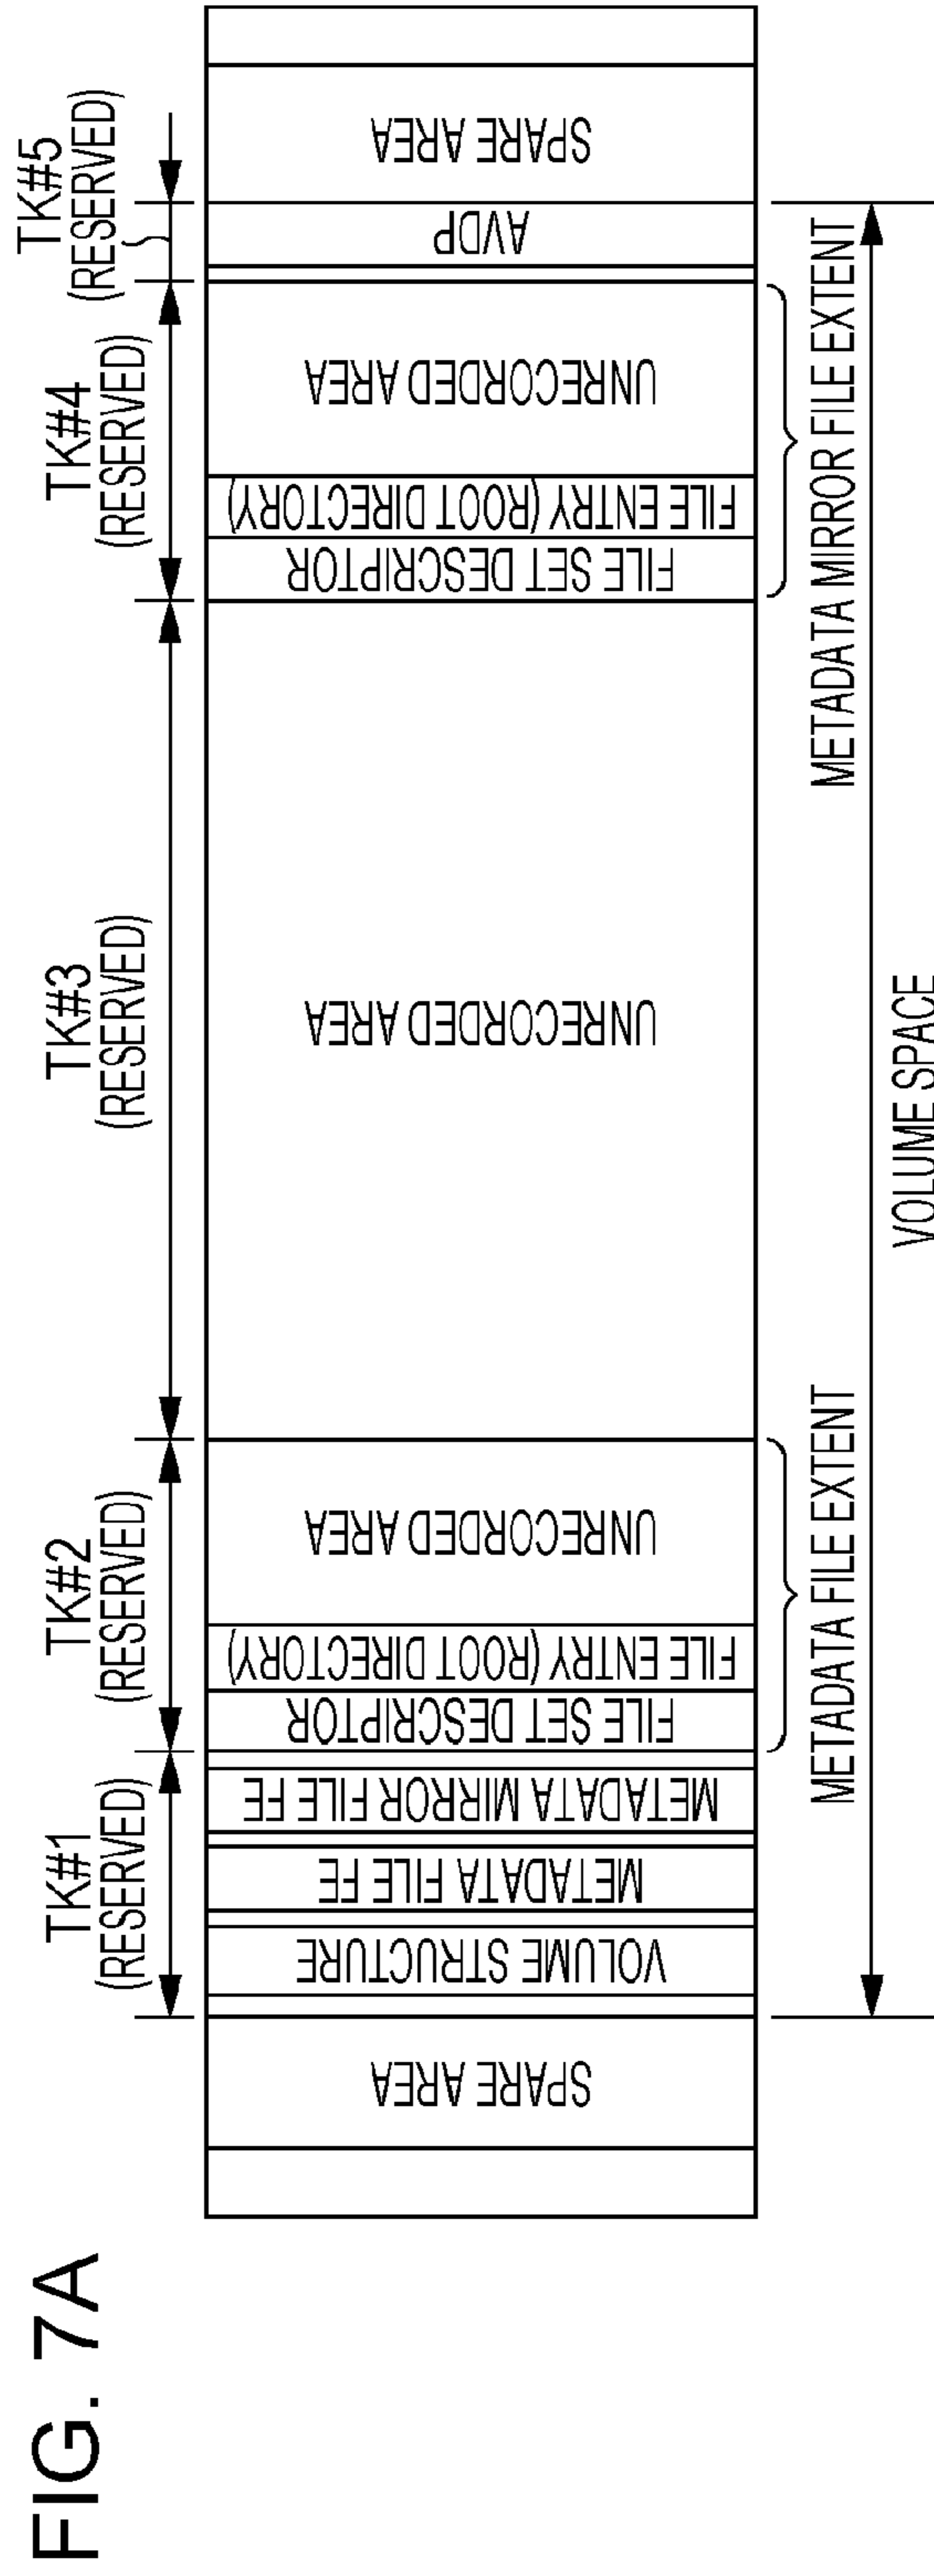 FIG. 7A
TK#1
(RESERVED)
TK#2
(RESERVED)
TK#3
(RESERVED)
TK#4
(RESERVED)
TK#5
(RESERVED)
SPARE AREA
VOLUME STRUCTURE
METADATA FILE FE
METADATA MIRROR FILE FE
FILE SET DESCRIPTOR
FILE ENTRY (ROOT DIRECTORY)
UNRECORDED AREA
UNRECORDED AREA
FILE SET DESCRIPTOR
FILE ENTRY (ROOT DIRECTORY)
UNRECORDED AREA
AVDP
SPARE AREA
METADATA FILE EXTENT
METADATA MIRROR FILE EXTENT
VOLUME SPACE